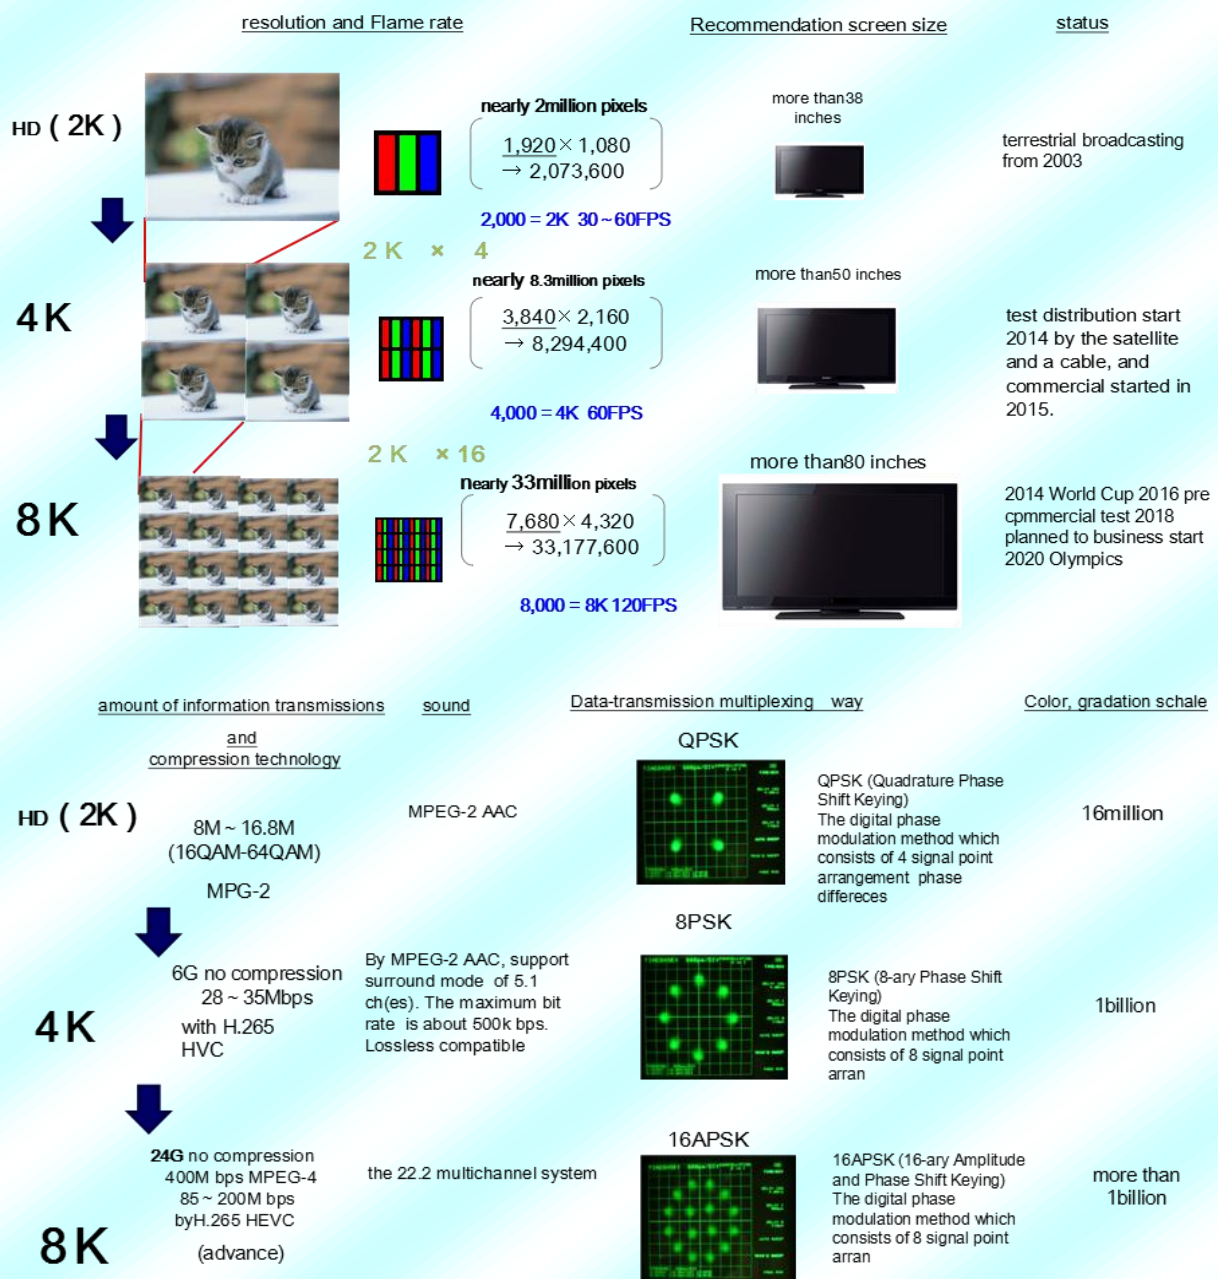 resolution and Flame rate
Recommendation screen size
status
HD ( 2K )
nearly 2million pixels
1,920 × 1,080
→ 2,073,600
2,000 = 2K 30～60FPS
more than38
inches
terrestrial broadcasting
from 2003
2 K × 4
4K
nearly 8.3million pixels
3,840 × 2,160
→ 8,294,400
4,000 = 4K 60FPS
more than50 inches
test distribution start
2014 by the satellite
and a cable, and
commercial started in
2015.
2 K × 16
8K
nearly 33million pixels
7,680 × 4,320
→ 33,177,600
8,000 = 8K 120FPS
more than80 inches
2014 World Cup 2016 pre
cpmmercial test 2018
planned to business start
2020 Olympics
amount of information transmissions
and
compression technology
sound
Data-transmission multiplexing way
Color, gradation schale
HD ( 2K )
8M ~ 16.8M
(16QAM-64QAM)
MPG-2
MPEG-2 AAC
QPSK
QPSK (Quadrature Phase
Shift Keying)
The digital phase
modulation method which
consists of 4 signal point
arrangement phase
differeces
16million
4K
6G no compression
28 ~ 35Mbps
with H.265
HVC
By MPEG-2 AAC, support
surround mode of 5.1
ch(es). The maximum bit
rate is about 500k bps.
Lossless compatible
8PSK
8PSK (8-ary Phase Shift
Keying)
The digital phase
modulation method which
consists of 8 signal point
arran
1billion
8K
24G no compression
400M bps MPEG-4
85 ~ 200M bps
byH.265 HEVC
(advance)
the 22.2 multichannel system
16APSK
16APSK (16-ary Amplitude
and Phase Shift Keying)
The digital phase
modulation method which
consists of 8 signal point
arran
more than
1billion